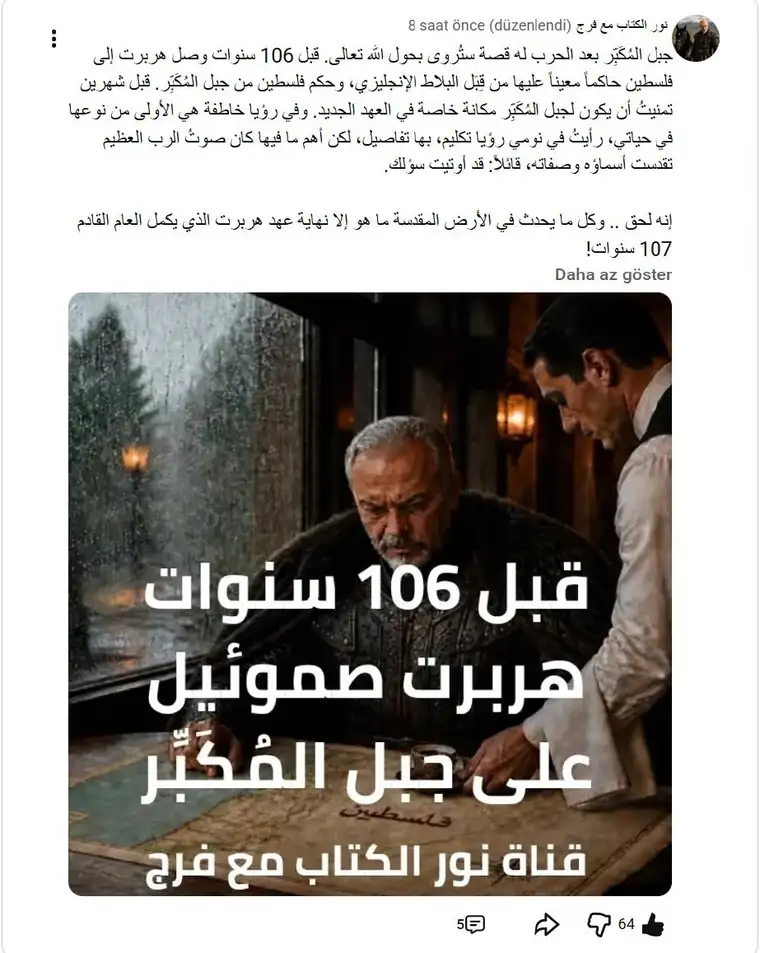 نور الكتاب مع فرج 8 saat önce (düzenlendi)
جبل المُكَبِّر بعد الحرب له قصة ستُروى بحول الله تعالى. قبل 106 سنوات وصل هربرت إلى
فلسطين حاكماً معيناً عليها من قِبَل البلاط الإنجليزي، وحكم فلسطين من جبل المُكَبِّر. قبل شهرين
تمنيتُ أن يكون لجبل المُكَبِّر مكانة خاصة في العهد الجديد. وفي رؤيا خاطفة هي الأولى من نوعها
في حياتي، رأيتُ في نومي رؤيا تكليم، بها تفاصيل، لكن أهم ما فيها كان صوتُ الرب العظيم
تقدست أسماؤه وصفاته، قائلاً: قد أوتيت سؤلك.
إنه لحق .. وكل ما يحدث في الأرض المقدسة ما هو إلا نهاية عهد هربرت الذي يكمل العام القادم
107 سنوات!
Daha az göster
قبل 106 سنوات
هربرت صموئيل
على جبل المُكَبِّر
فلسطين
قناة نور الكتاب مع فرج
64
5